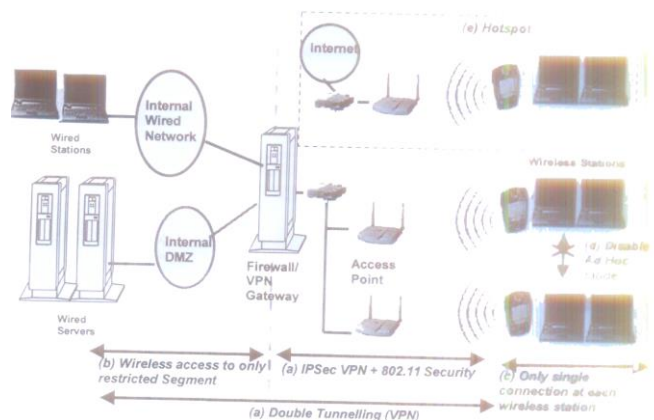 (e) Hotspot
Internet
Internal
Wired
Network
Wired
Stations
Wireless Stations
Internal
DMZ
Firewall/
VPN
Gateway
Access
Point
(d) Disable
Ad Hoc
Wired
Servers
(b) Wireless access to only
restricted Segment
(a) IPSec VPN + 802.11 Security
(c) Only single
connection at each
wireless station
(a) Double Tunnelling (VPN)